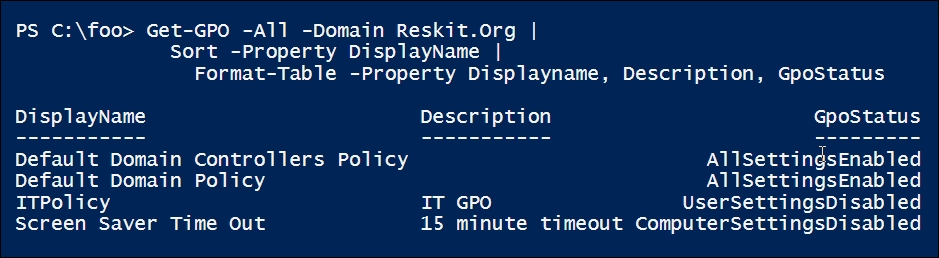 PS C:\foo> Get-GPO -All -Domain Reskit.Org |
Sort -Property DisplayName |
Format-Table -Property Displayname, Description, GpoStatus
DisplayName Description GpoStatus
----------- ----------- ---------
Default Domain Controllers Policy AllSettingsEnabled
Default Domain Policy AllSettingsEnabled
ITPolicy IT GPO UserSettingsDisabled
Screen Saver Time Out 15 minute timeout ComputerSettingsDisabled